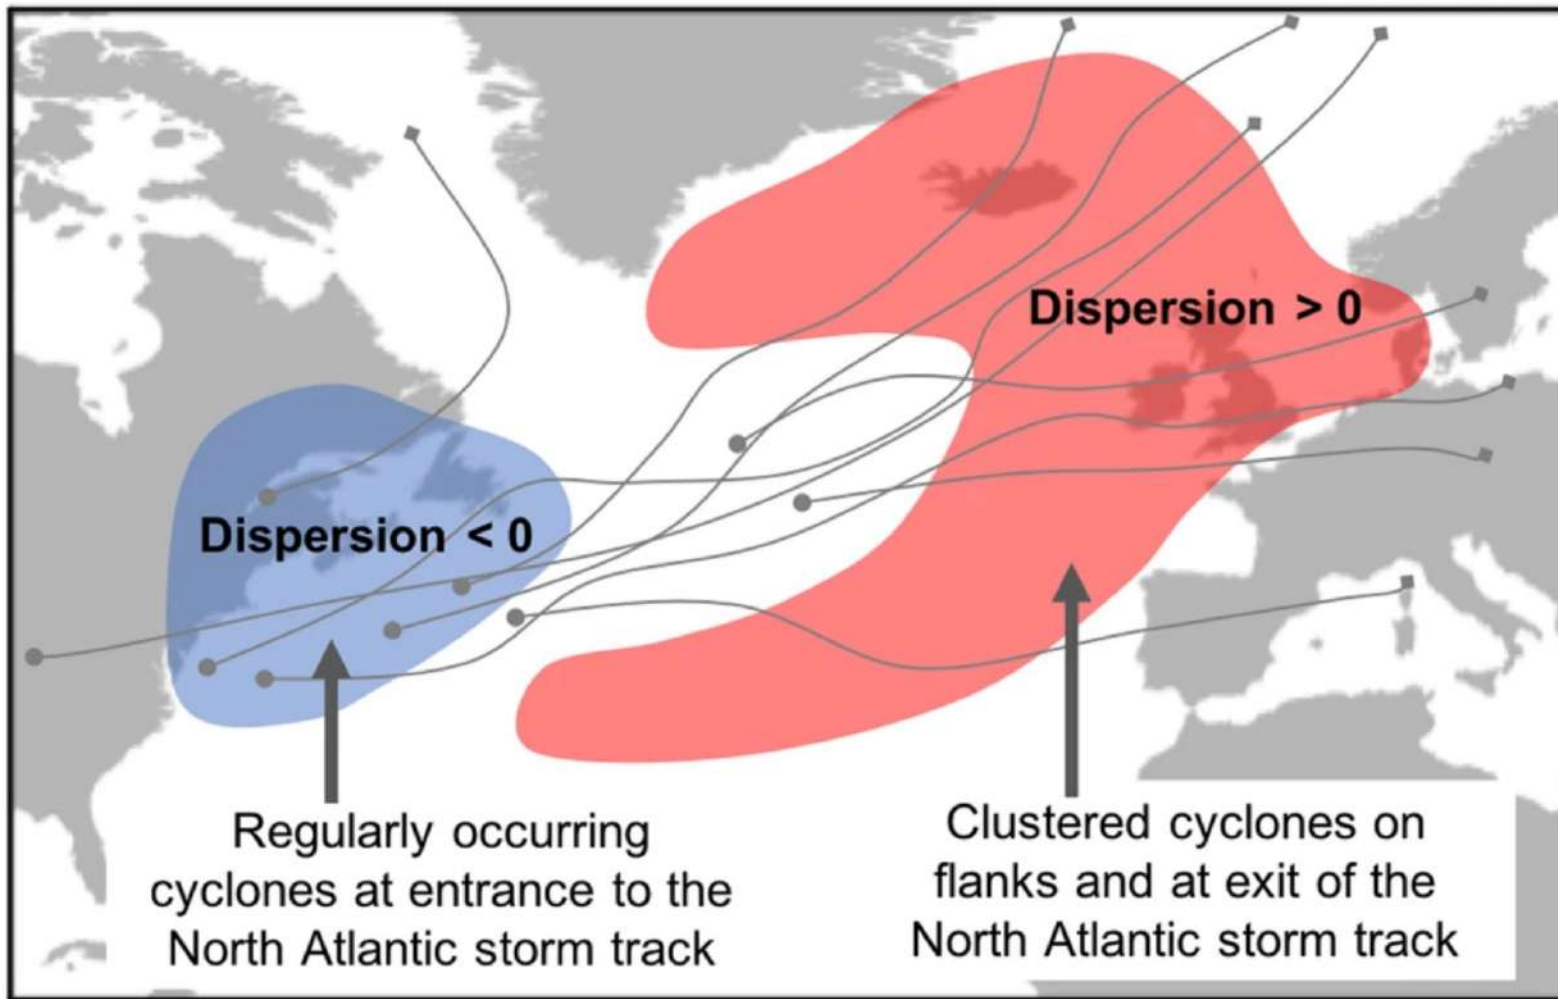 Dispersion > 0
Dispersion < 0
Regularly occurring
cyclones at entrance to the
North Atlantic storm track
Clustered cyclones on
flanks and at exit of the
North Atlantic storm track